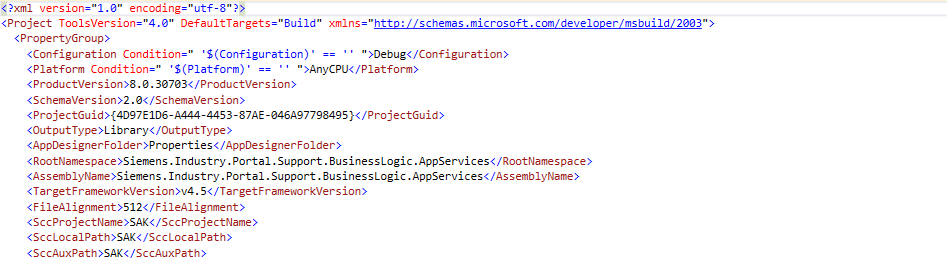 <?xml version="1.0" encoding="utf-8"?>
<Project ToolsVersion="4.0" DefaultTargets="Build" xmlns="http://schemas.microsoft.com/developer/msbuild/2003">
<PropertyGroup>
<Configuration Condition=" '$(Configuration)' == '' ">Debug</Configuration>
<Platform Condition=" '$(Platform)' == '' ">AnyCPU</Platform>
<ProductVersion>8.0.30703</ProductVersion>
<SchemaVersion>2.0</SchemaVersion>
<ProjectGuid>{4D97E1D6-A444-4453-87AE-046A97798495}</ProjectGuid>
<OutputType>Library</OutputType>
<AppDesignerFolder>Properties</AppDesignerFolder>
<RootNamespace>Siemens.Industry.Portal.Support.BusinessLogic.AppServices</RootNamespace>
<AssemblyName>Siemens.Industry.Portal.Support.BusinessLogic.AppServices</AssemblyName>
<TargetFrameworkVersion>v4.5</TargetFrameworkVersion>
<FileAlignment>512</FileAlignment>
<SccProjectName>SAK</SccProjectName>
<SccLocalPath>SAK</SccLocalPath>
<SccAuxPath>SAK</SccAuxPath>